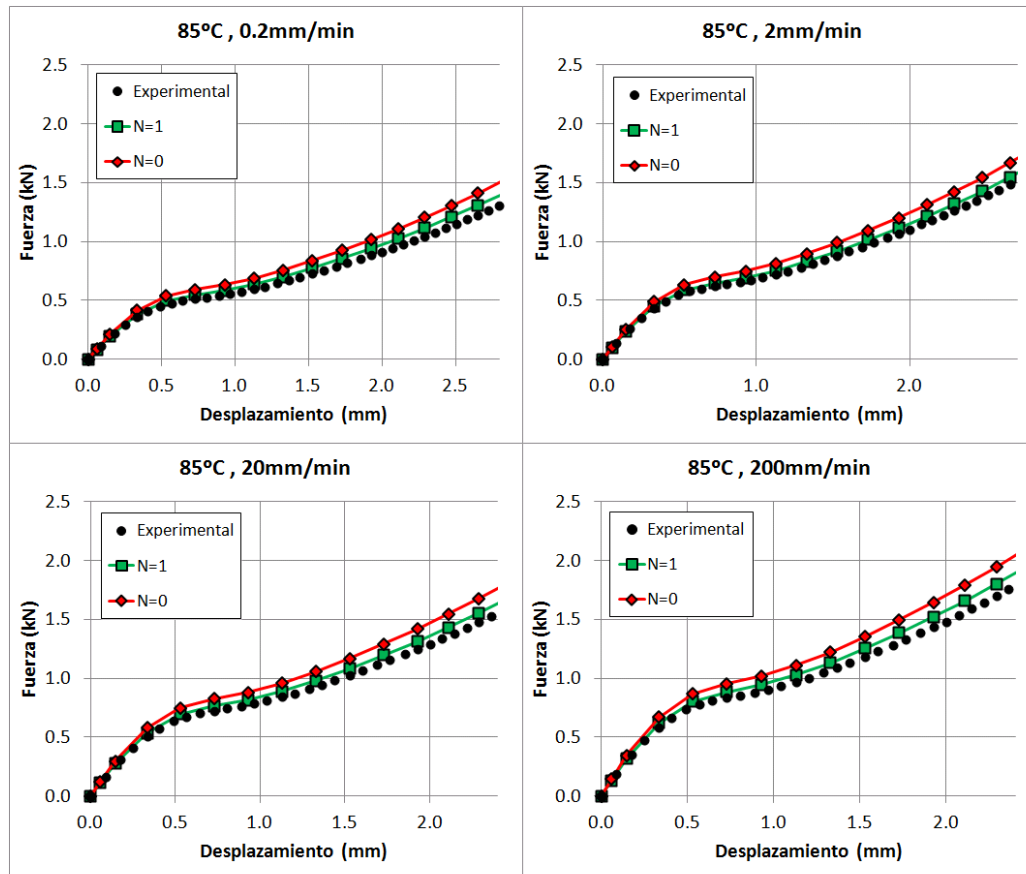 85ºC , 0.2mm/min
2.5
2.0
1.5
1.0
0.5
0.0
Fuerza (kN)
Experimental
N=1
N=0
0.0 0.5 1.0 1.5 2.0 2.5
Desplazamiento (mm)
85ºC , 2mm/min
2.5
2.0
1.5
1.0
0.5
0.0
Fuerza (kN)
Experimental
N=1
N=0
0.0 1.0 2.0
Desplazamiento (mm)
85ºC , 20mm/min
2.5
2.0
1.5
1.0
0.5
0.0
Fuerza (kN)
Experimental
N=1
N=0
0.0 0.5 1.0 1.5 2.0
Desplazamiento (mm)
85ºC , 200mm/min
2.5
2.0
1.5
1.0
0.5
0.0
Fuerza (kN)
Experimental
N=1
N=0
0.0 0.5 1.0 1.5 2.0
Desplazamiento (mm)